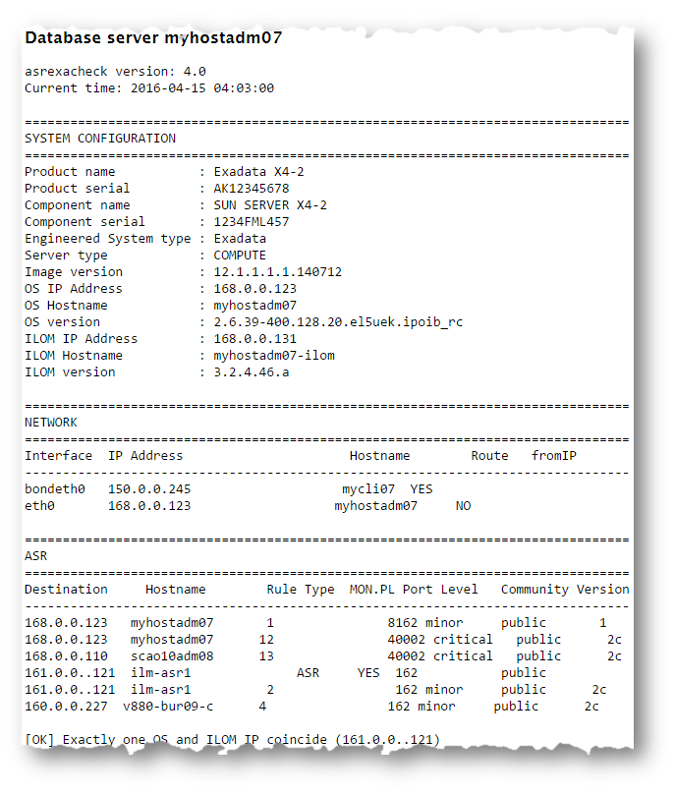 Database server myhostadm07
asrexacheck version: 4.0
Current time: 2016-04-15 04:03:00
================================================================================
SYSTEM CONFIGURATION
================================================================================
Product name           : Exadata X4-2
Product serial         : AK12345678
Component name         : SUN SERVER X4-2
Component serial       : 1234FML457
Engineered System type : Exadata
Server type            : COMPUTE
Image version          : 12.1.1.1.1.140712
OS IP Address          : 168.0.0.123
OS Hostname            : myhostadm07
OS version             : 2.6.39-400.128.20.el5uek.ipoib_rc
ILOM IP Address        : 168.0.0.131
ILOM Hostname          : myhostadm07-ilom
ILOM version           : 3.2.4.46.a
================================================================================
NETWORK
================================================================================
Interface  IP Address                      Hostname        Route   fromIP
--------------------------------------------------------------------------------
bondeth0   150.0.0.245                    mycli07  YES
eth0       168.0.0.123                   myhostadm07     NO
================================================================================
ASR
================================================================================
Destination     Hostname        Rule Type  MON.PL Port Level   Community Version
--------------------------------------------------------------------------------
168.0.0.123   myhostadm07      1               8162 minor     public       1
168.0.0.123   myhostadm07     12               40002 critical   public      2c
168.0.0.110   scao10adm08     13               40002 critical   public      2c
161.0.0..121  ilm-asr1              ASR     YES  162           public
161.0.0..121  ilm-asr1         2                162 minor     public      2c
160.0.0.227  v880-bur09-c     4                162 minor     public      2c
[OK] Exactly one OS and ILOM IP coincide (161.0.0..121)